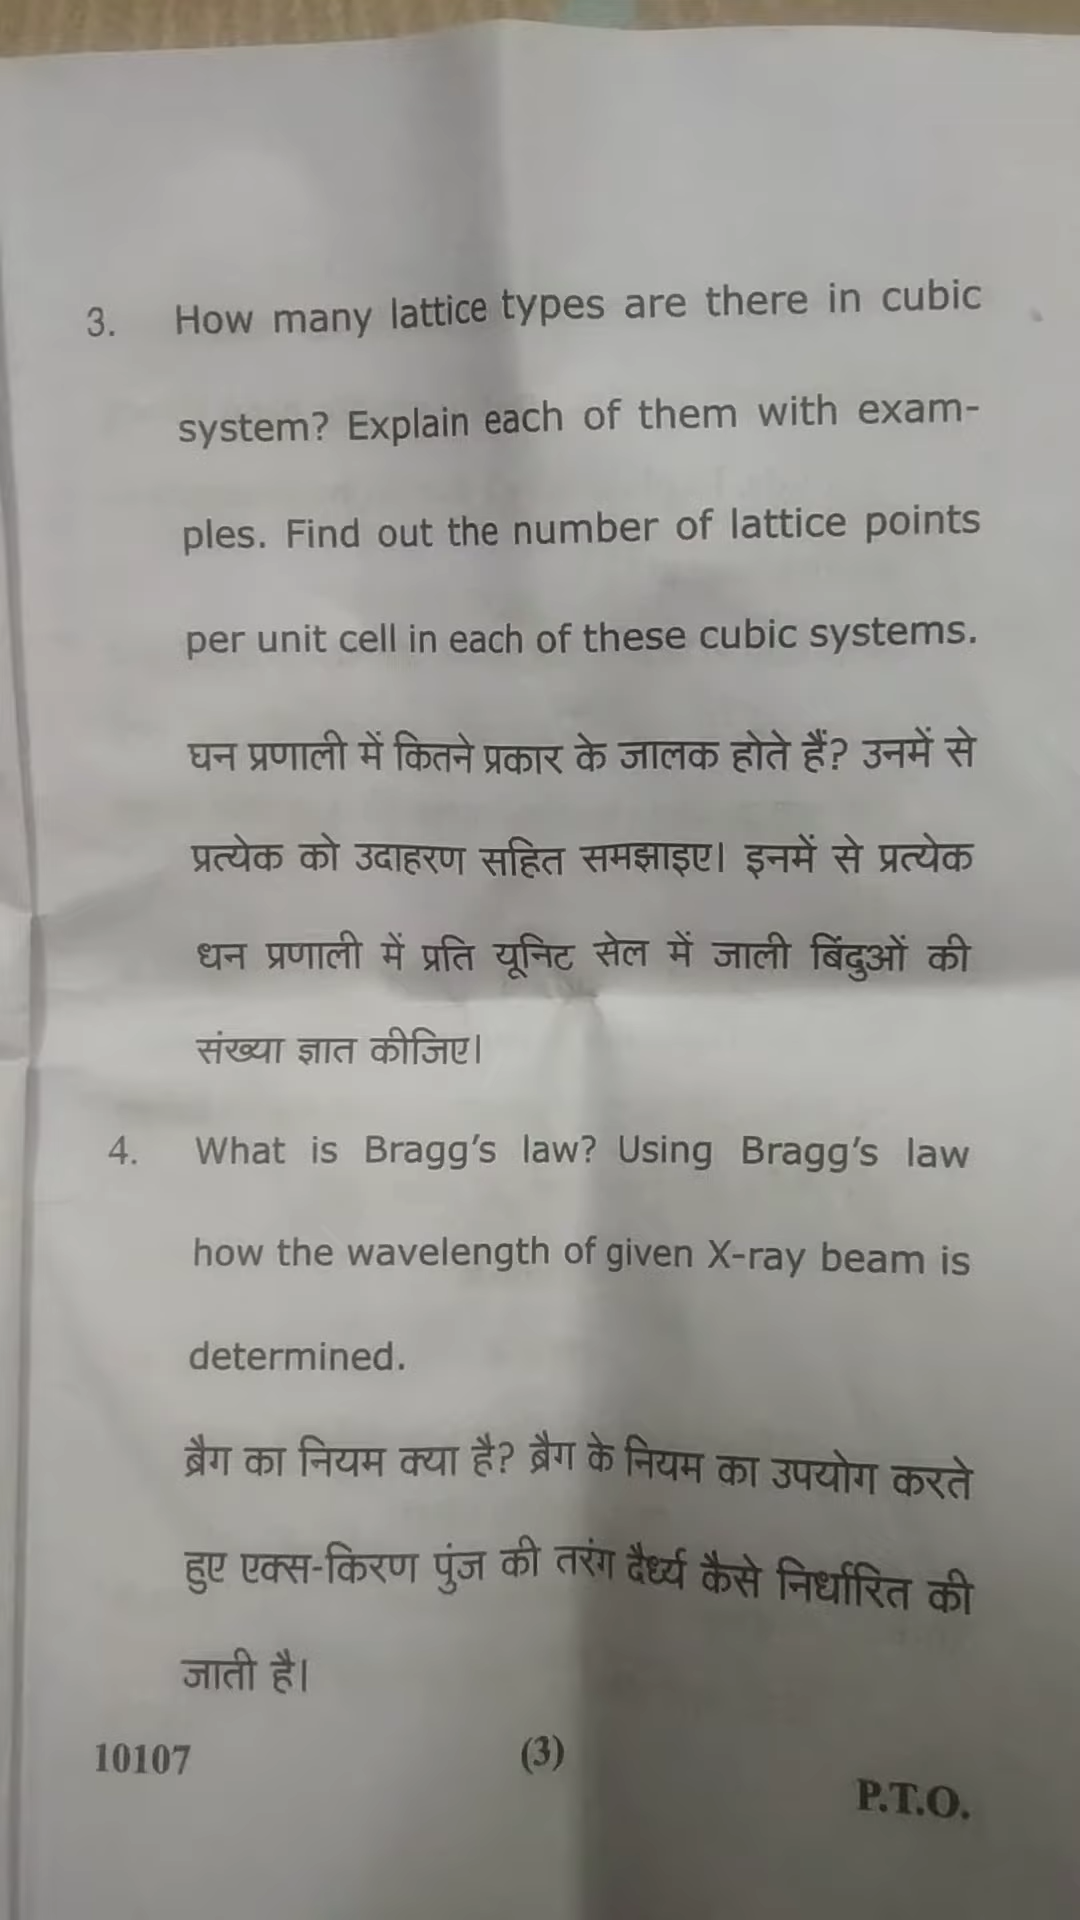 3. How many lattice types are there in cubic
system? Explain each of them with exam-
ples. Find out the number of lattice points
per unit cell in each of these cubic systems.
घन प्रणाली में कितने प्रकार के जालक होते हैं? उनमें से
प्रत्येक को उदाहरण सहित समझाइए। इनमें से प्रत्येक
धन प्रणाली में प्रति यूनिट सेल में जाली बिंदुओं की
संख्या ज्ञात कीजिए।
4. What is Bragg's law? Using Bragg's law
how the wavelength of given X-ray beam is
determined.
ब्रैग का नियम क्या है? ब्रैग के नियम का उपयोग करते
हुए एक्स-किरण पुंज की तरंग दैर्ध्य कैसे निर्धारित की
जाती है।
10107 (3)
P.T.O.